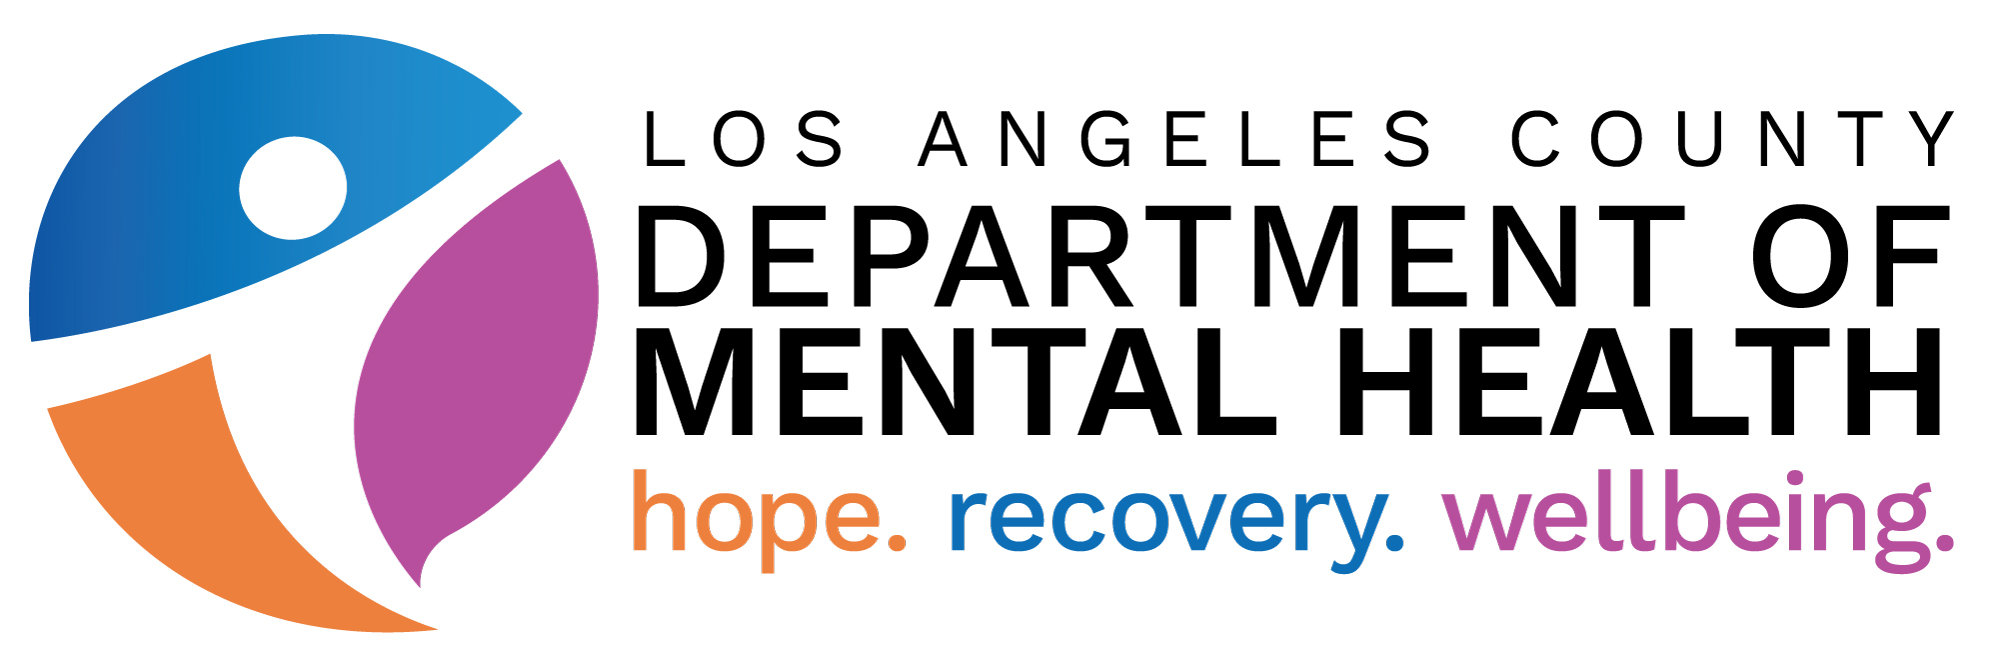 LOS ANGELES COUNTY
DEPARTMENT OF
MENTAL HEALTH
hope. recovery. wellbeing.